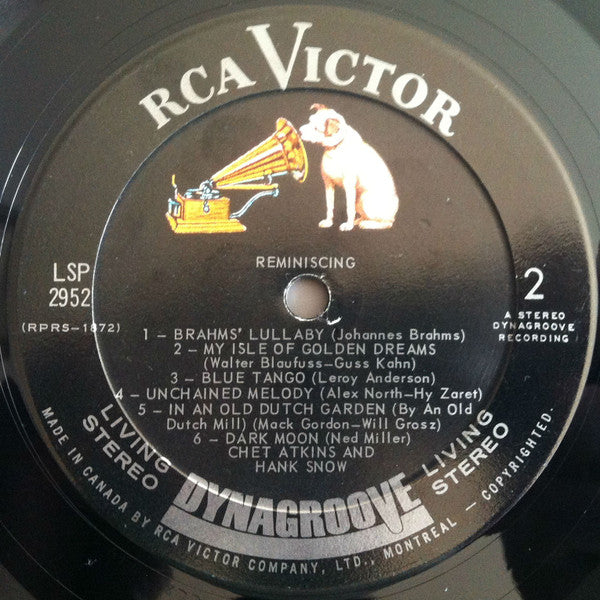 RCA VICTOR
REMINISCING
LSP
2952
(RPRS-1872)
2
A STEREO
DYNAGROOVE
RECORDING
1 – BRAHMS' LULLABY (Johannes Brahms)
2 – MY ISLE OF GOLDEN DREAMS
(Walter Blaufuss-Guss Kahn)
3 – BLUE TANGO (Leroy Anderson)
4 – UNCHAINED MELODY (Alex North-Hy Zaret)
5 – IN AN OLD DUTCH GARDEN (By An Old
Dutch Mill) (Mack Gordon-Will Grosz)
6 – DARK MOON (Ned Miller)
CHET ATKINS AND
HANK SNOW
LIVING
STEREO
DYNAGROOVE
LIVING
STEREO
MADE IN CANADA BY RCA VICTOR COMPANY, LTD., MONTREAL – COPYRIGHTED